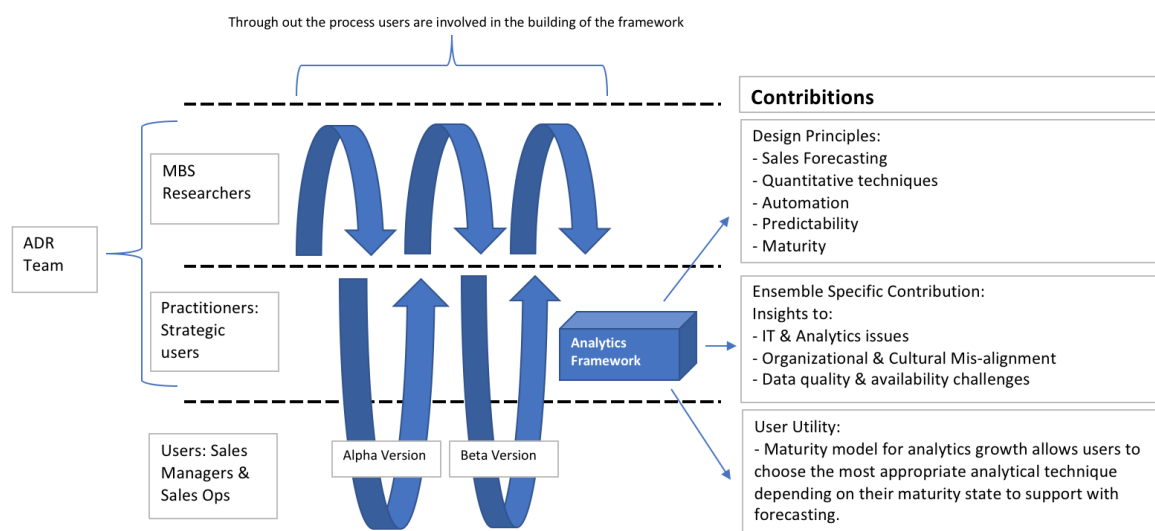 Through out the process users are involved in the building of the framework
Contribitions
ADR
Team
MBS
Researchers
Practitioners:
Strategic
users
Users: Sales
Managers &
Sales Ops
Alpha Version
Beta Version
Analytics
Framework
Design Principles:
- Sales Forecasting
- Quantitative techniques
- Automation
- Predictability
- Maturity
Ensemble Specific Contribution:
Insights to:
- IT & Analytics issues
- Organizational & Cultural Mis-alignment
- Data quality & availability challenges
User Utility:
- Maturity model for analytics growth allows users to
choose the most appropriate analytical technique
depending on their maturity state to support with
forecasting.